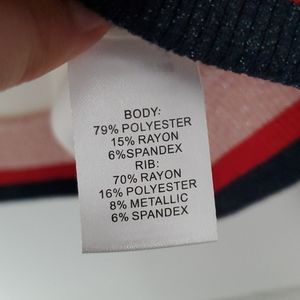 BODY:
79% POLYESTER
15% RAYON
6%SPANDEX
RIB:
70% RAYON
16% POLYESTER
8% METALLIC
6% SPANDEX